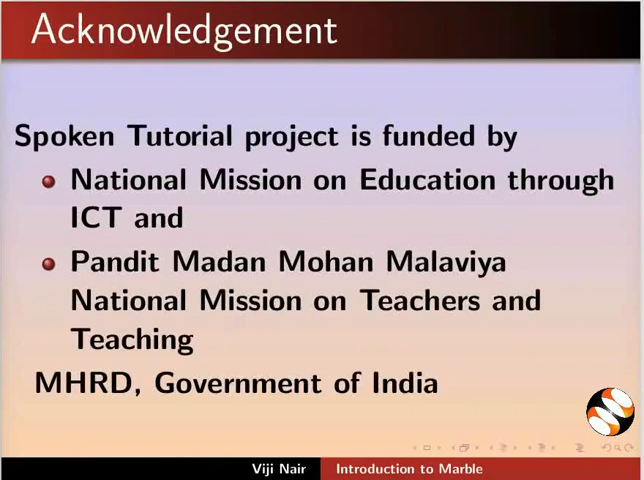 Acknowledgement
Spoken Tutorial project is funded by
National Mission on Education through
ICT and
Pandit Madan Mohan Malaviya
National Mission on Teachers and
Teaching
MHRD, Government of India
Viji Nair
Introduction to Marble